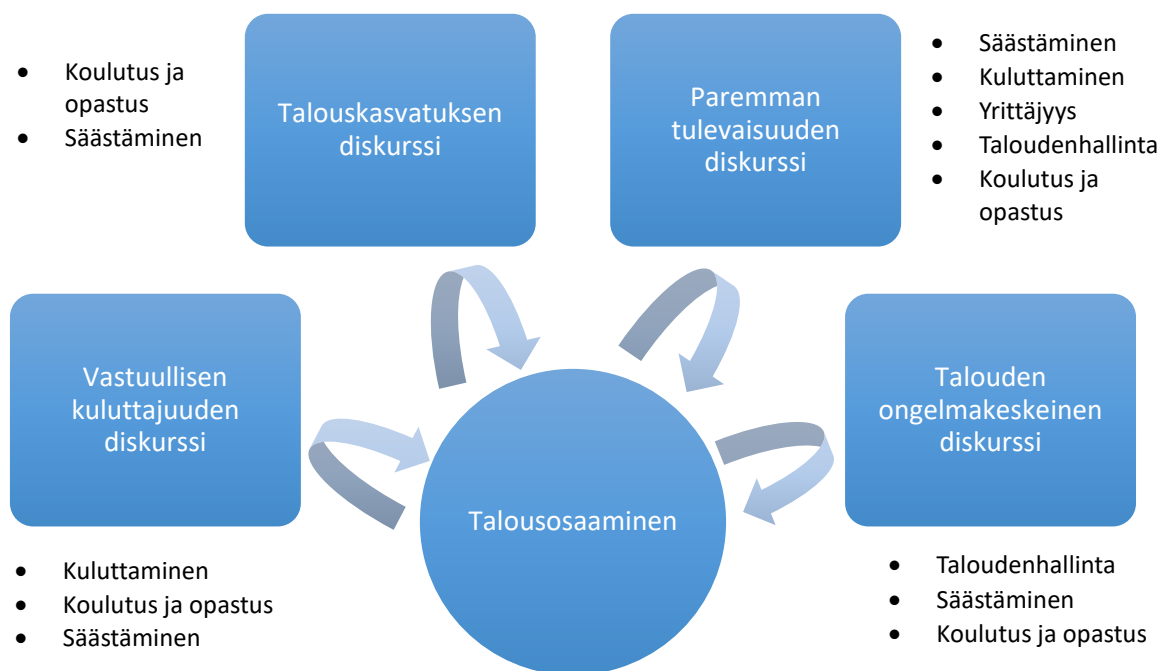 Koulutus ja
opastus
Säästäminen
Talouskasvatuksen
diskurssi
Paremman
tulevaisuuden
diskurssi
Säästäminen
Kuluttaminen
Yrittäjyys
Taloudenhallinta
Koulutus ja
opastus
Vastuullisen
kuluttajuuden
diskurssi
Talouden
ongelmakeskeinen
diskurssi
Talousosaaminen
Kuluttaminen
Koulutus ja opastus
Säästäminen
Taloudenhallinta
Säästäminen
Koulutus ja opastus